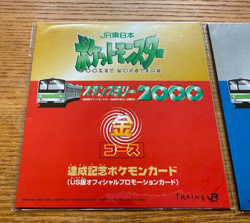 JR東日本
ポケットモンスター
POCKET MONSTERS
スタンプラリー2000
金
コース
達成記念ポケモンカード
(US版オフィシャルプロモーションカード)
TRAING JR